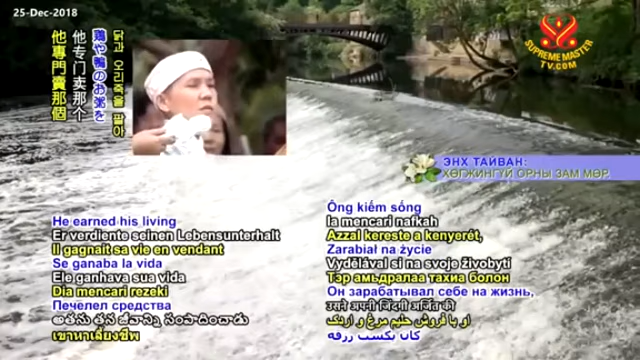 25-Dec-2018
SUPREME MASTER
TV.COM
닭과 오리죽을 팔아
鶏や鴨のお粥を
他专门卖那个
他專門賣那個
ЭНХ ТАЙВАН:
ХӨГЖИНГҮЙ ОРНЫ ЗАМ МӨР
He earned his living
Er verdiente seinen Lebensunterhalt
Il gagnait sa vie en vendant
Se ganaba la vida
Ele ganhava sua vida
Dia mencari rezeki
Печелел средства
అతను తన జీవాన్ని సంపాదించాడు
เขาหาเลี้ยงชีพ
Ông kiếm sống
Ia mencari nafkah
Azzal kereste a kenyerét,
Zarabiał na życie
Vydělával si na svoje živobytí
Тэр амьдралаа тахиа болон
Он зарабатывал себе на жизнь,
उसने अपनी जिंदगी अर्जित की
او با فروش حلیم مرغ و اردک
كان يكسب رزقه